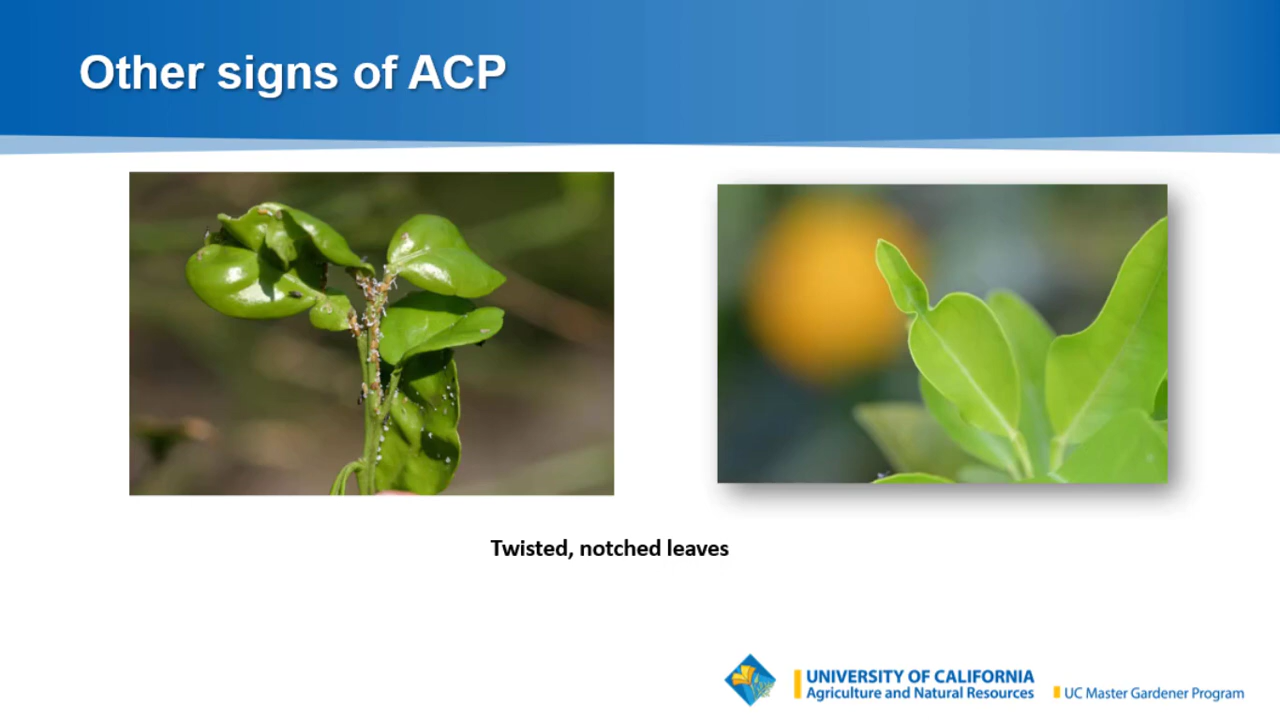 Other signs of ACP
Twisted, notched leaves
UNIVERSITY OF CALIFORNIA
Agriculture and Natural Resources
UC Master Gardener Program